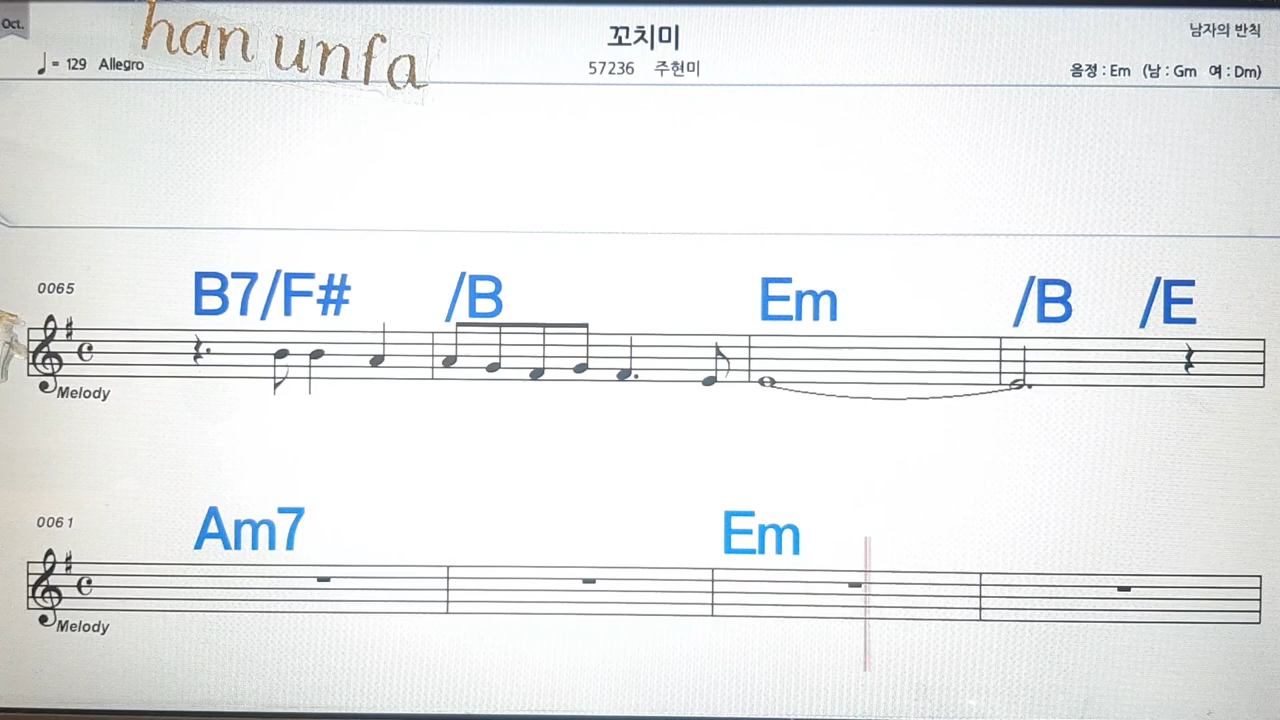 Oct.
han unfa
꼬치미
남자의 반칙
♩ = 129 Allegro
57236 주현미
음정 : Em (남 : Gm 여 : Dm)
0065
B7/F# /B Em /B /E
Melody
0061
Am7 Em
Melody